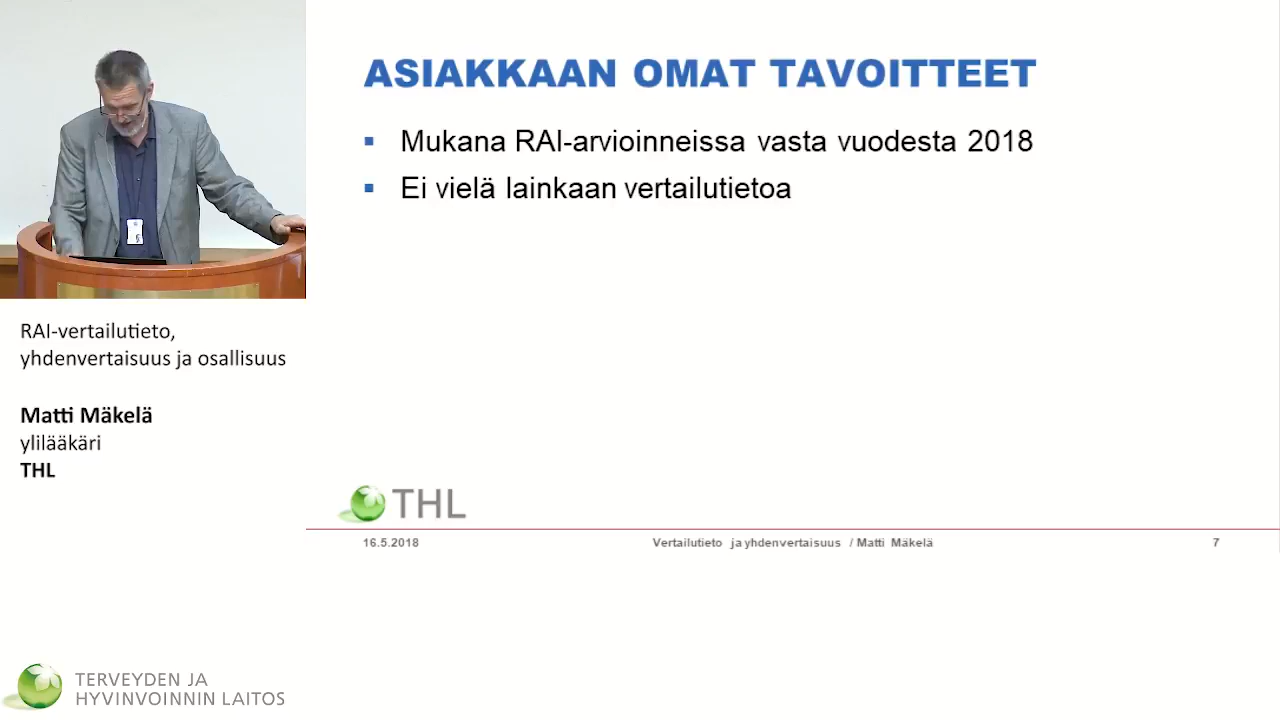 ASIAKKAAN OMAT TAVOITTEET
▪ Mukana RAI-arvioinneissa vasta vuodesta 2018
▪ Ei vielä lainkaan vertailutietoa
RAI-vertailutieto,
yhdenvertaisuus ja osallisuus
Matti Mäkelä
ylilääkäri
THL
THL
16.5.2018 Vertailutieto ja yhdenvertaisuus / Matti Mäkelä 7
TERVEYDEN JA
HYVINVOINNIN LAITOS